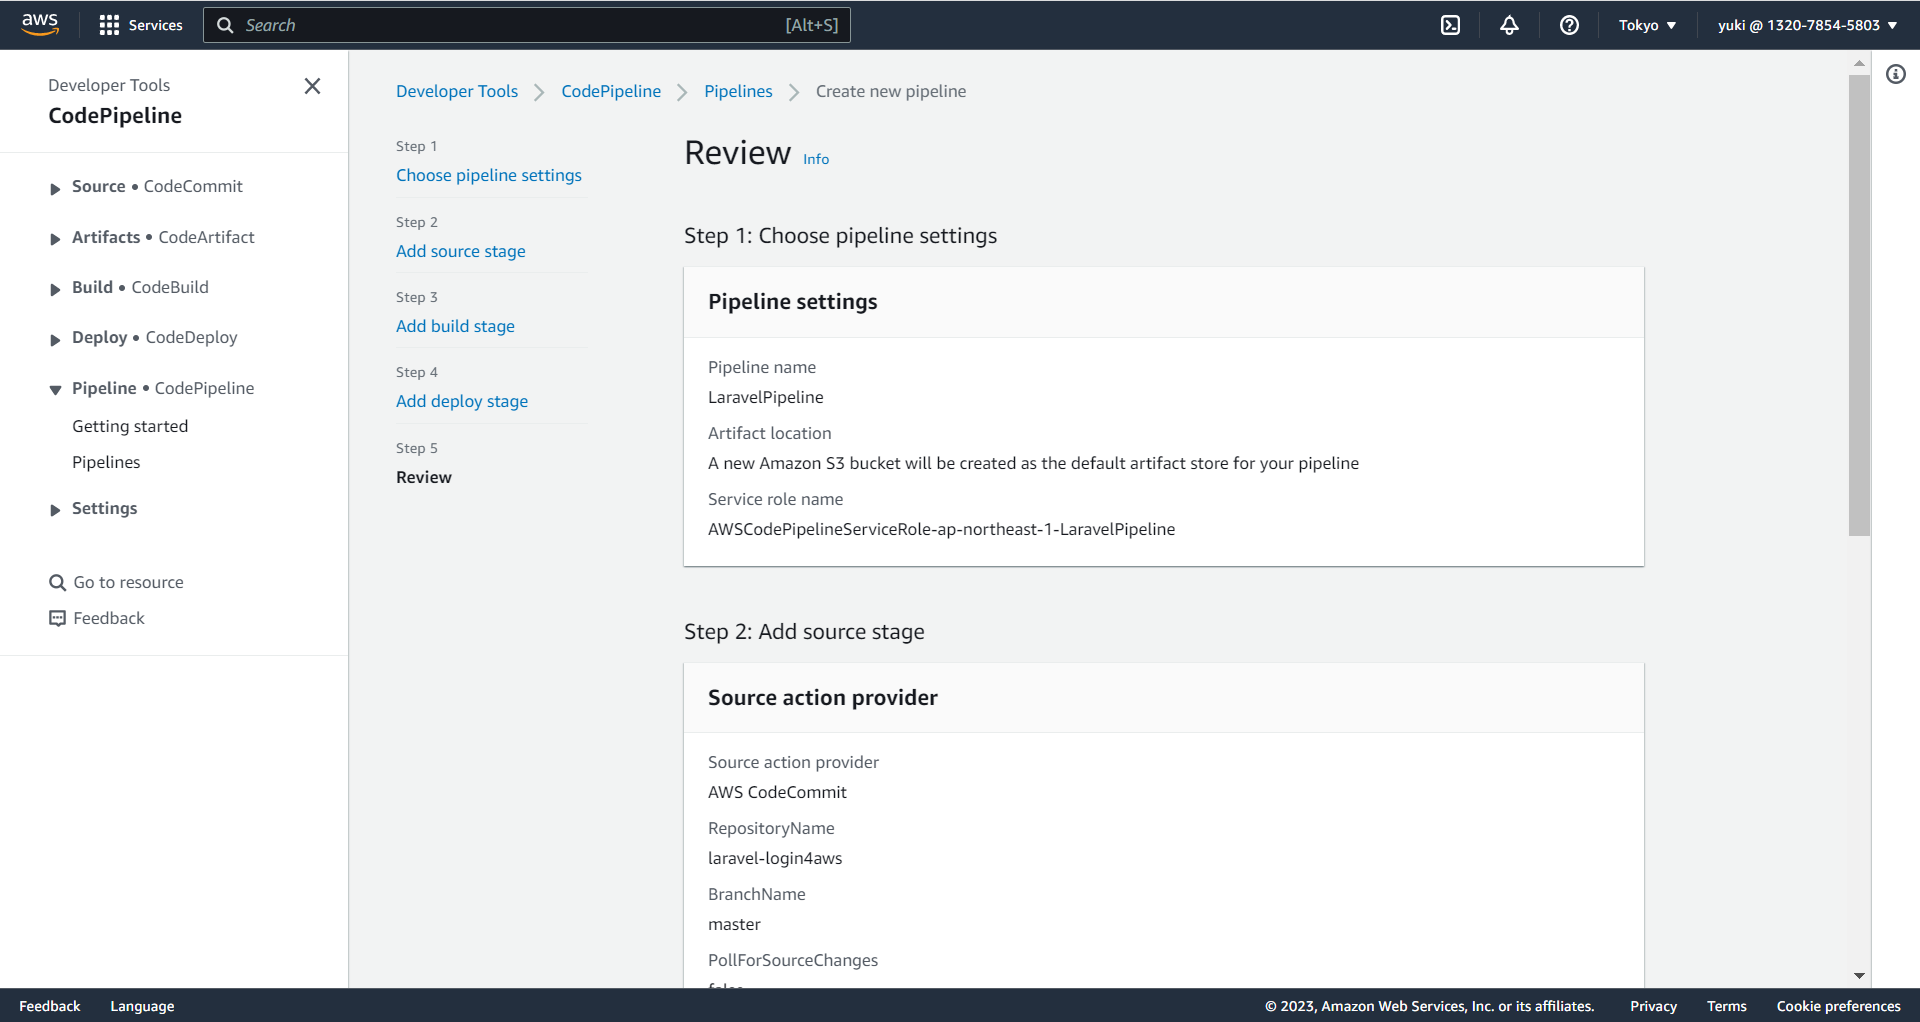 aws
Services
Search
[Alt+S]
Tokyo
yuki @ 1320-7854-5803
Developer Tools
CodePipeline
Source • CodeCommit
Artifacts • CodeArtifact
Build • CodeBuild
Deploy • CodeDeploy
Pipeline • CodePipeline
Getting started
Pipelines
Settings
Go to resource
Feedback
Developer Tools
CodePipeline
Pipelines
Create new pipeline
Step 1
Choose pipeline settings
Step 2
Add source stage
Step 3
Add build stage
Step 4
Add deploy stage
Step 5
Review
Review Info
Step 1: Choose pipeline settings
Pipeline settings
Pipeline name
LaravelPipeline
Artifact location
A new Amazon S3 bucket will be created as the default artifact store for your pipeline
Service role name
AWSCodePipelineServiceRole-ap-northeast-1-LaravelPipeline
Step 2: Add source stage
Source action provider
Source action provider
AWS CodeCommit
RepositoryName
laravel-login4aws
BranchName
master
PollForSourceChanges
false
Feedback
Language
© 2023, Amazon Web Services, Inc. or its affiliates.
Privacy
Terms
Cookie preferences